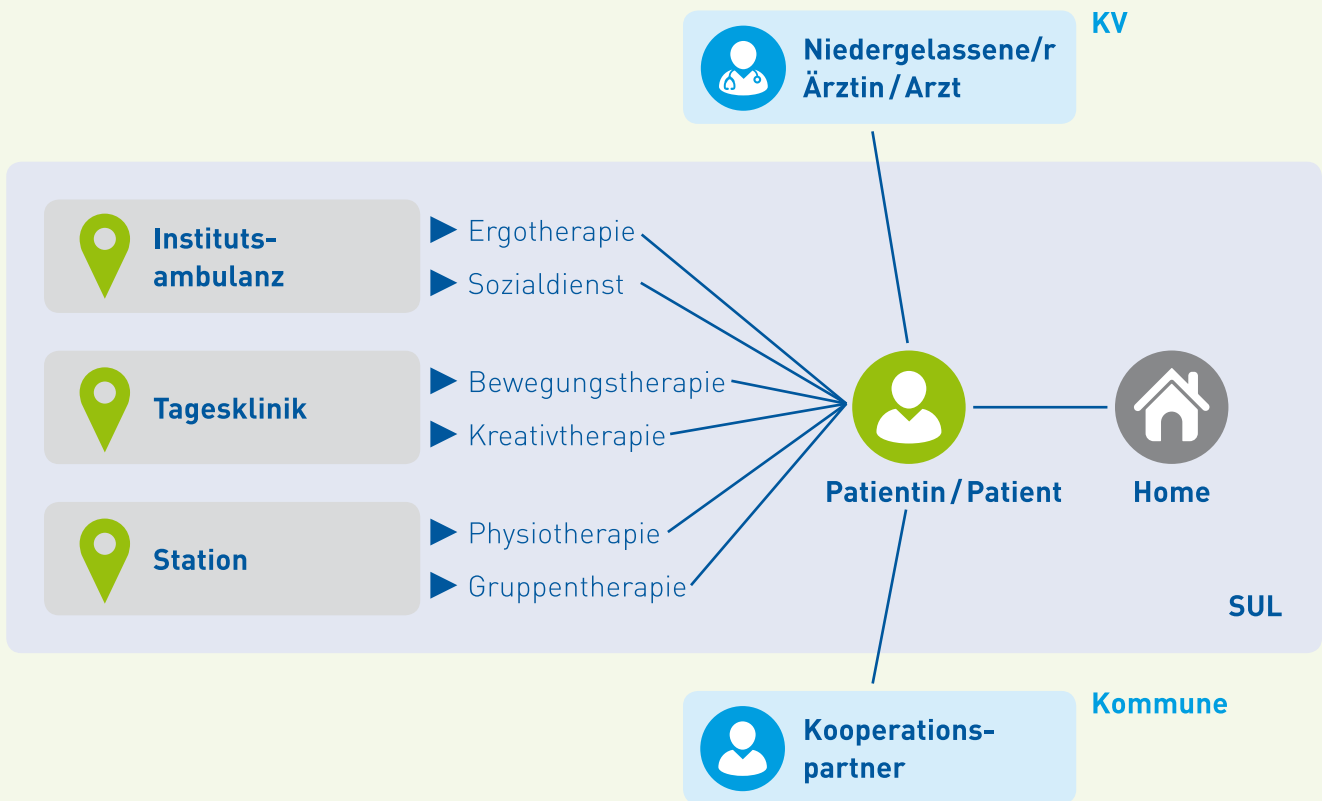 KV
Niedergelassene/r
Ärztin / Arzt
Instituts-
ambulanz
Ergotherapie
Sozialdienst
Tagesklinik
Bewegungstherapie
Kreativtherapie
Station
Physiotherapie
Gruppentherapie
Patientin / Patient
Home
SUL
Kommune
Kooperations-
partner